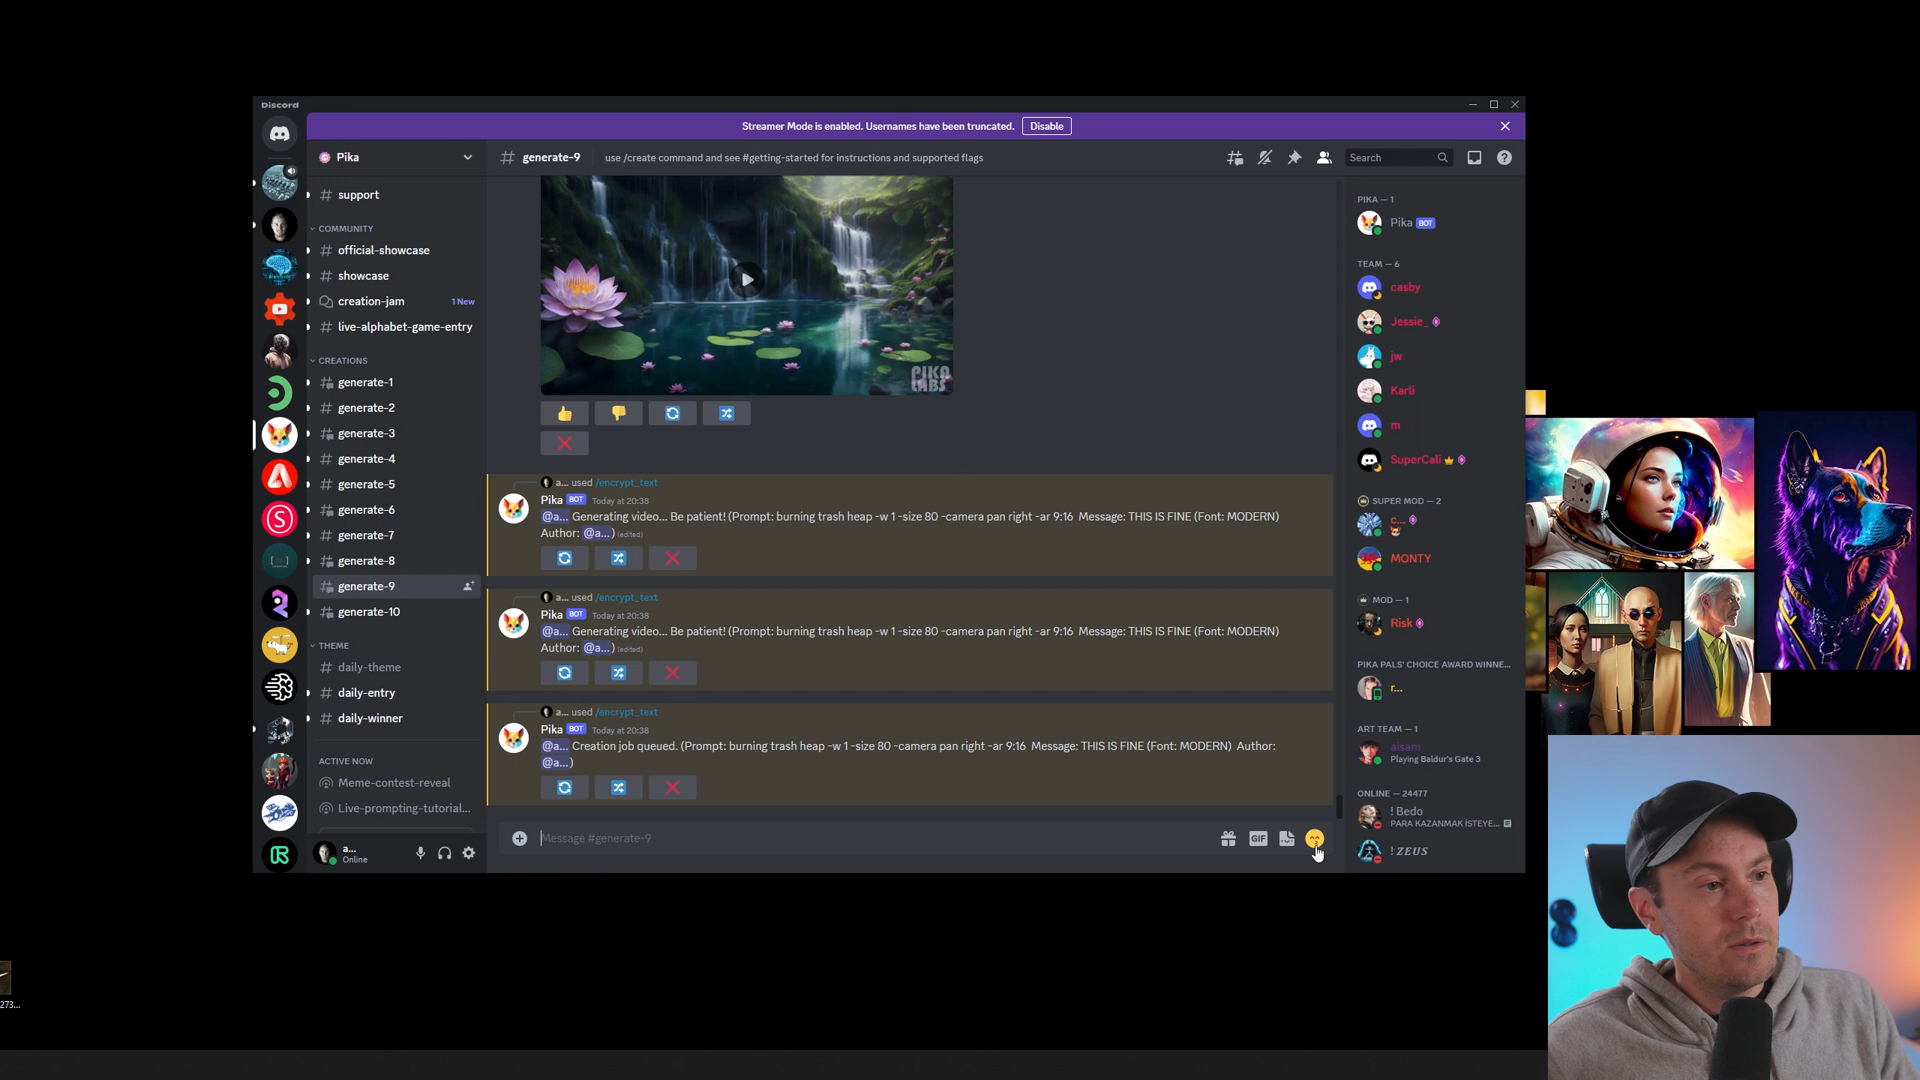 Discord
Streamer Mode is enabled. Usernames have been truncated. Disable
Pika
generate-9 use /create command and see #getting-started for instructions and supported flags
Search
support
COMMUNITY
official-showcase
showcase
creation-jam 1 New
live-alphabet-game-entry
CREATIONS
generate-1
generate-2
generate-3
generate-4
generate-5
generate-6
generate-7
generate-8
generate-9
generate-10
THEME
daily-theme
daily-entry
daily-winner
ACTIVE NOW
Meme-contest-reveal
Live-prompting-tutorial...
a...
Online
PIKA LABS
a... used /encrypt_text
Pika BOT Today at 20:38
@a... Generating video... Be patient! (Prompt: burning trash heap -w 1 -size 80 -camera pan right -ar 9:16 Message: THIS IS FINE (Font: MODERN)
Author: @a... ) (edited)
a... used /encrypt_text
Pika BOT Today at 20:38
@a... Generating video... Be patient! (Prompt: burning trash heap -w 1 -size 80 -camera pan right -ar 9:16 Message: THIS IS FINE (Font: MODERN)
Author: @a... ) (edited)
a... used /encrypt_text
Pika BOT Today at 20:38
@a... Creation job queued. (Prompt: burning trash heap -w 1 -size 80 -camera pan right -ar 9:16 Message: THIS IS FINE (Font: MODERN) Author:
@a... )
Message #generate-9
GIF
PIKA — 1
Pika BOT
TEAM — 6
casby
Jessie_
jw
Karli
m
SuperCali
SUPER MOD — 2
c...
MONTY
MOD — 1
Risk
PIKA PALS' CHOICE AWARD WINNE...
r...
ART TEAM — 1
aisam
Playing Baldur's Gate 3
ONLINE — 24477
! Bedo
PARA KAZANMAK İSTEYE...
! ZEUS
273...